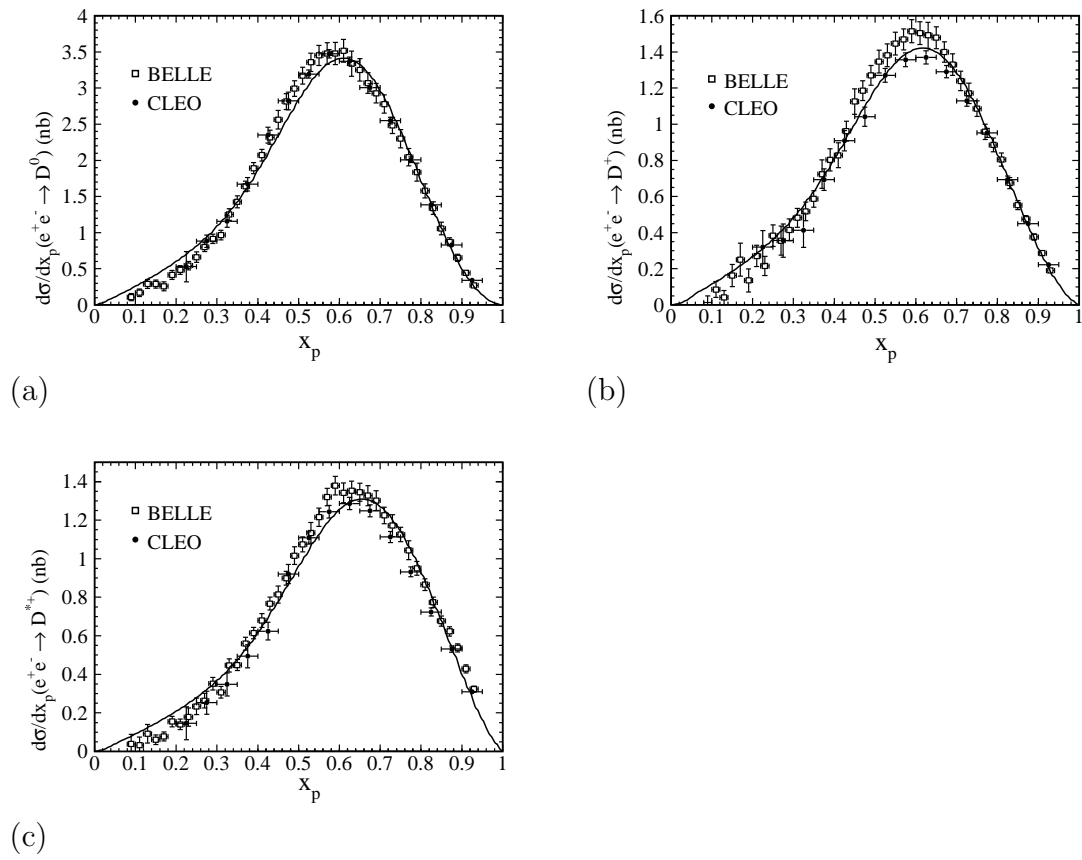 4
3.5
3
2.5
2
1.5
1
0.5
0
dσ/dx_p(e⁺e⁻ → D⁰) (nb)
BELLE
CLEO
0 0.1 0.2 0.3 0.4 0.5 0.6 0.7 0.8 0.9 1
x_p
(a)
1.6
1.4
1.2
1
0.8
0.6
0.4
0.2
0
dσ/dx_p(e⁺e⁻ → D⁺) (nb)
BELLE
CLEO
0 0.1 0.2 0.3 0.4 0.5 0.6 0.7 0.8 0.9 1
x_p
(b)
1.4
1.2
1
0.8
0.6
0.4
0.2
0
dσ/dx_p(e⁺e⁻ → D*⁺) (nb)
BELLE
CLEO
0 0.1 0.2 0.3 0.4 0.5 0.6 0.7 0.8 0.9 1
x_p
(c)